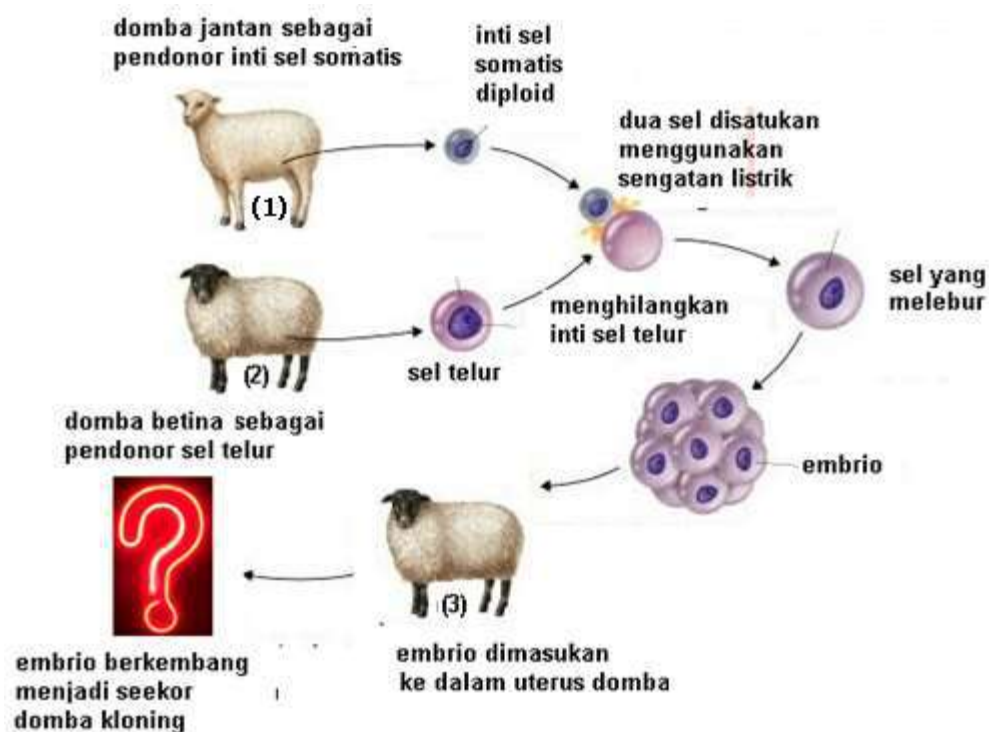 domba jantan sebagai
pendonor inti sel somatis
inti sel
somatis
diploid
dua sel disatukan
menggunakan
sengatan listrik
(1)
sel yang
melebur
menghilangkan
inti sel telur
sel telur
(2)
domba betina sebagai
pendonor sel telur
embrio
(3)
embrio dimasukan
ke dalam uterus domba
?
embrio berkembang
menjadi seekor
domba kloning